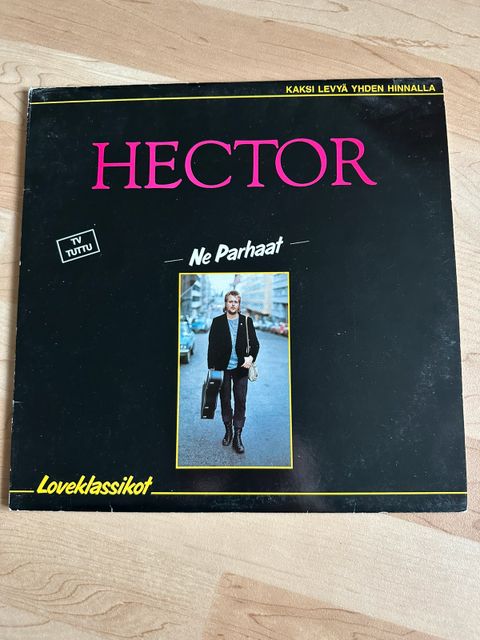 KAKSI LEVYÄ YHDEN HINNALLA
HECTOR
TV
TUTTU
Ne Parhaat
Loveklassikot